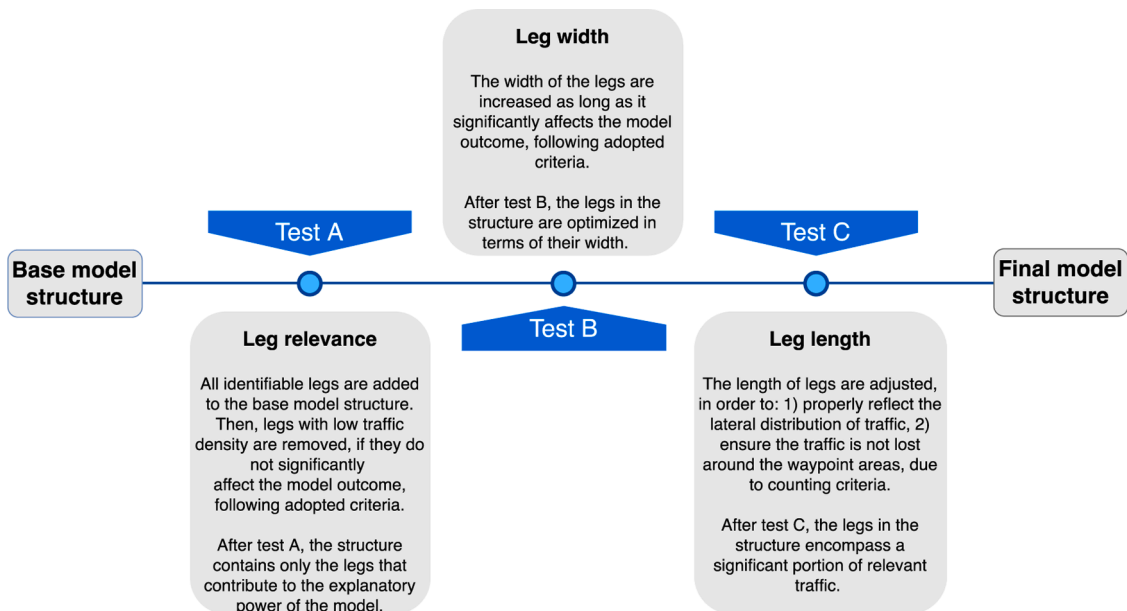 Leg width
The width of the legs are
increased as long as it
significantly affects the model
outcome, following adopted
criteria.
After test B, the legs in the
structure are optimized in
terms of their width.
Test A
Test C
Base model
structure
Final model
structure
Test B
Leg relevance
All identifiable legs are added
to the base model structure.
Then, legs with low traffic
density are removed, if they do
not significantly
affect the model outcome,
following adopted criteria.
After test A, the structure
contains only the legs that
contribute to the explanatory
power of the model.
Leg length
The length of legs are adjusted,
in order to: 1) properly reflect the
lateral distribution of traffic, 2)
ensure the traffic is not lost
around the waypoint areas, due
to counting criteria.
After test C, the legs in the
structure encompass a
significant portion of relevant
traffic.